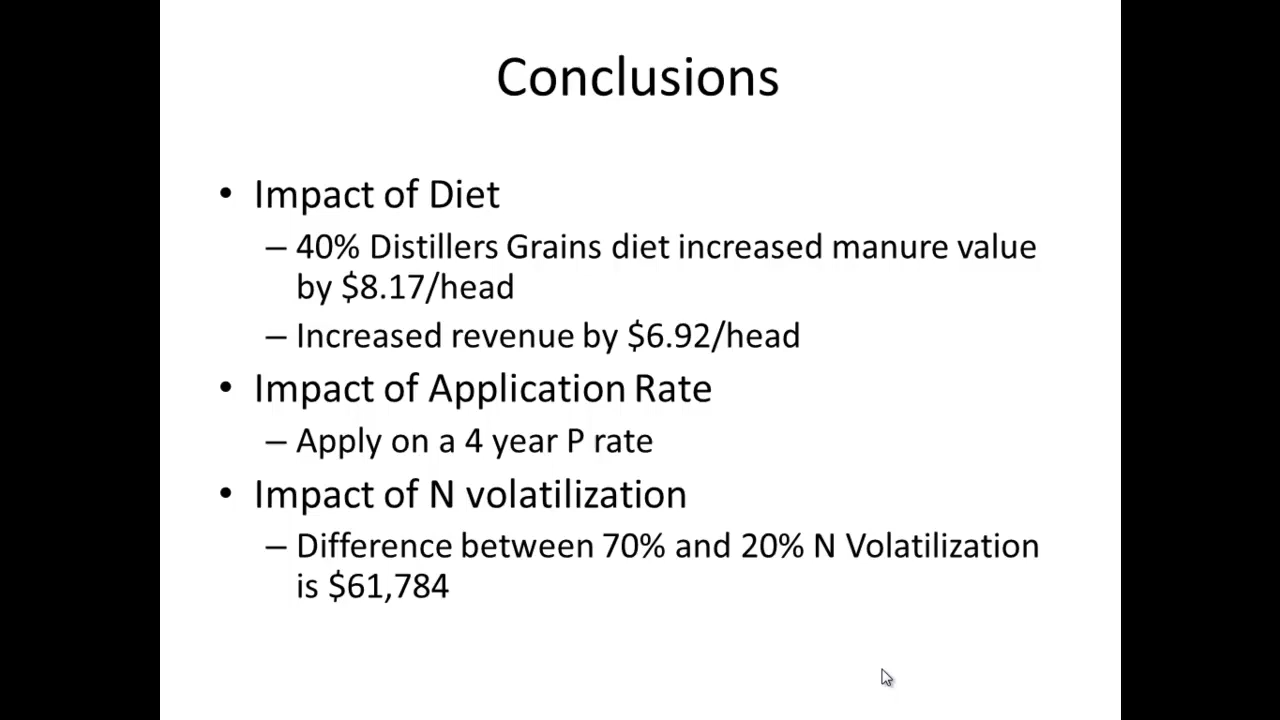 Conclusions
• Impact of Diet
– 40% Distillers Grains diet increased manure value
by $8.17/head
– Increased revenue by $6.92/head
• Impact of Application Rate
– Apply on a 4 year P rate
• Impact of N volatilization
– Difference between 70% and 20% N Volatilization
is $61,784